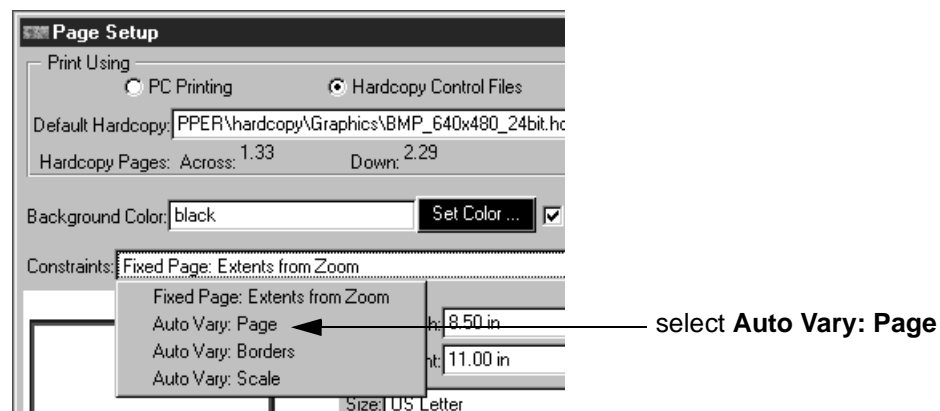 Page Setup
Print Using
PC Printing Hardcopy Control Files
Default Hardcopy: PPER\hardcopy\Graphics\BMP_640x480_24bit.hc
Hardcopy Pages: Across: 1.33 Down: 2.29
Background Color: black Set Color ...
Constraints: Fixed Page: Extents from Zoom
Fixed Page: Extents from Zoom
Auto Vary: Page h: 8.50 in select Auto Vary: Page
Auto Vary: Borders
ht: 11.00 in
Auto Vary: Scale
Size: US Letter